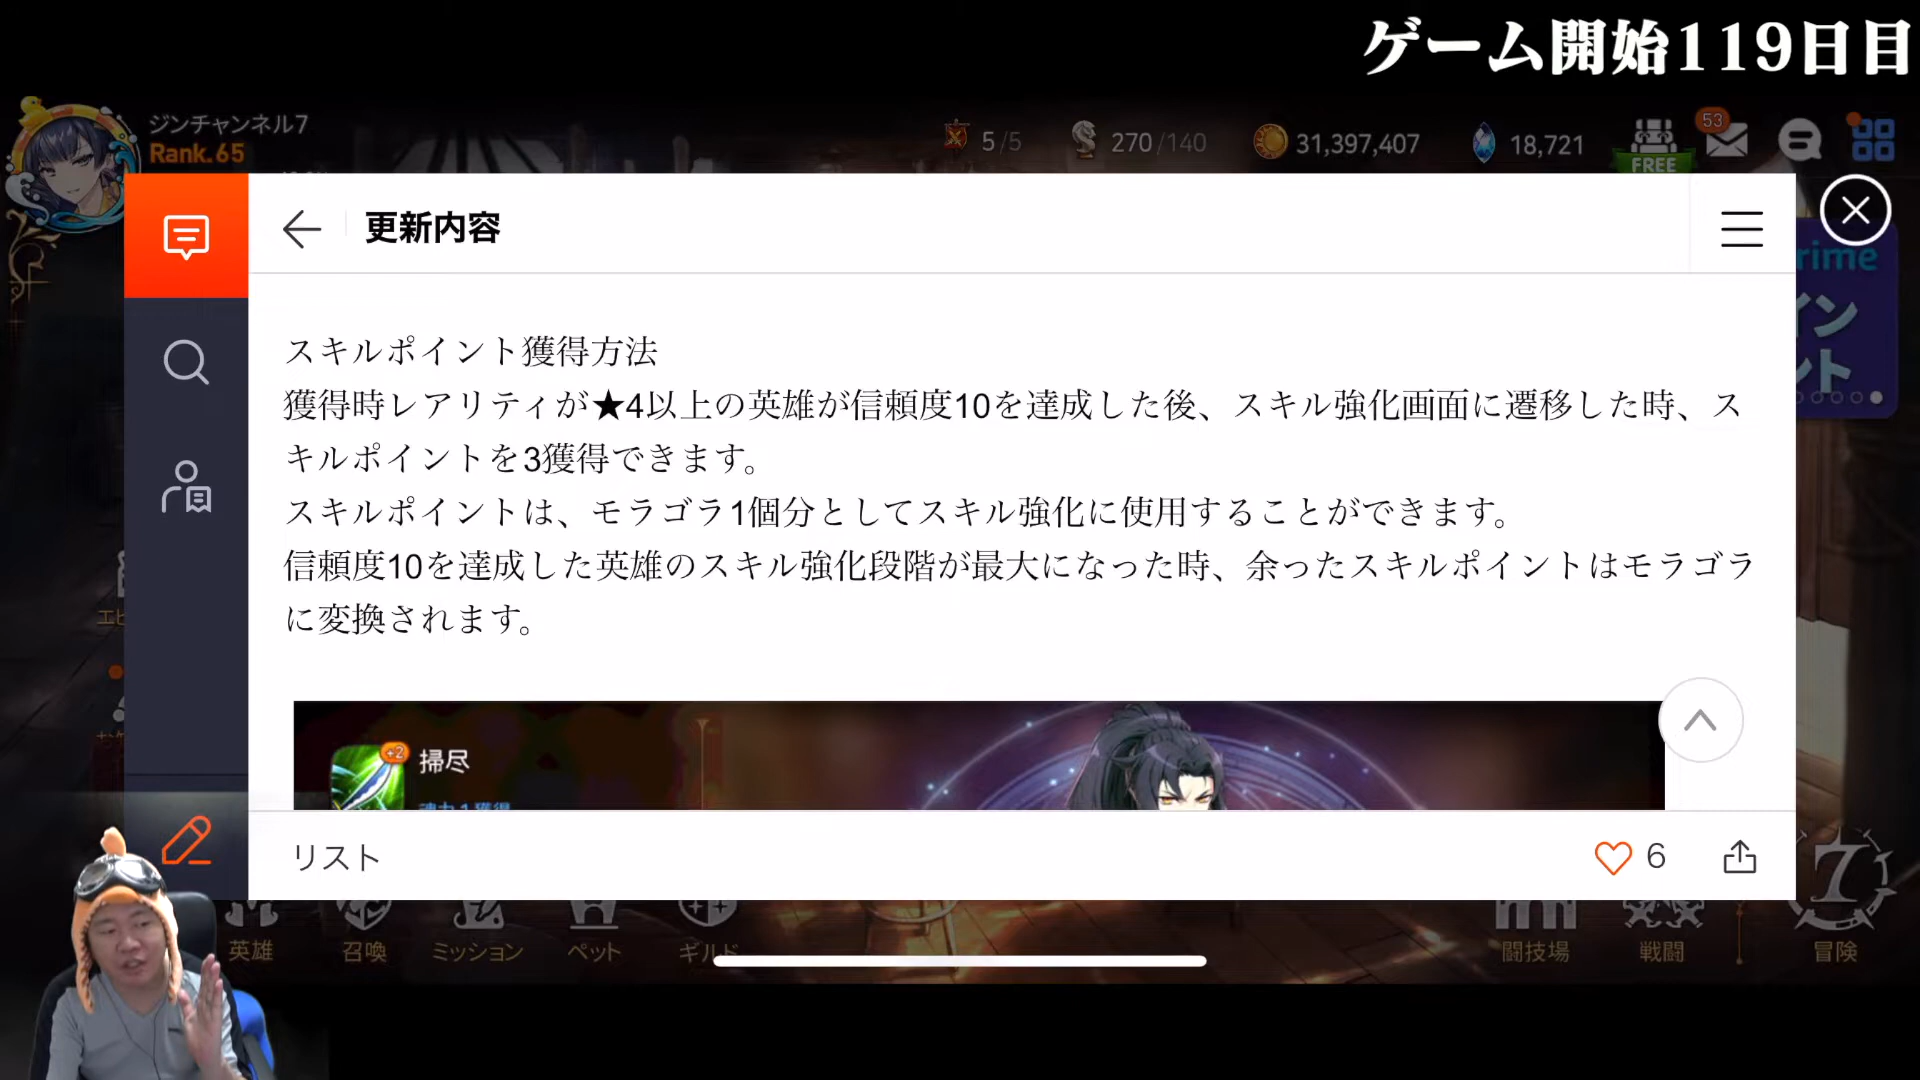 ゲーム開始119日目
ジンチャンネル7
Rank.65
5/5
270/140
31,397,407
18,721
FREE
53
更新内容
スキルポイント獲得方法
獲得時レアリティが★4以上の英雄が信頼度10を達成した後、スキル強化画面に遷移した時、ス
キルポイントを3獲得できます。
スキルポイントは、モラゴラ1個分としてスキル強化に使用することができます。
信頼度10を達成した英雄のスキル強化段階が最大になった時、余ったスキルポイントはモラゴラ
に変換されます。
+2
掃尽
リスト
6
英雄
召喚
ミッション
ペット
ギルド
闘技場
戦闘
冒険